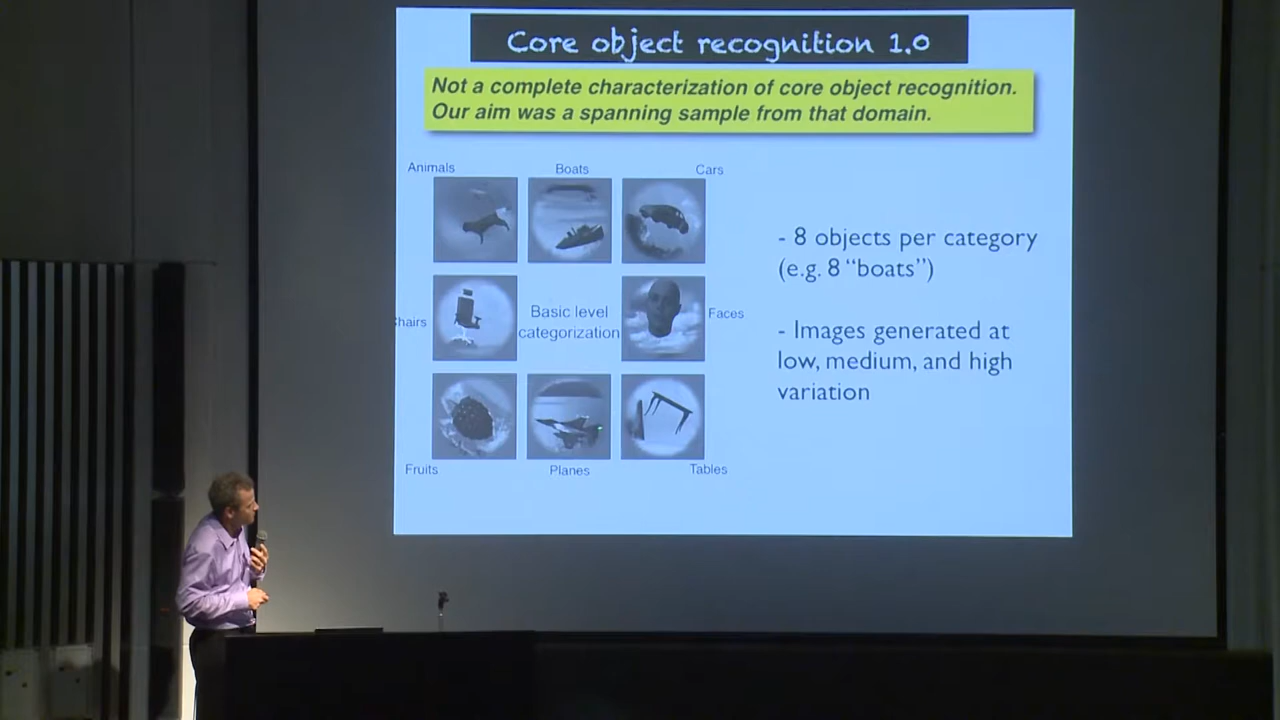 Core object recognition 1.0
Not a complete characterization of core object recognition.
Our aim was a spanning sample from that domain.
Animals
Boats
Cars
hairs
Basic level
categorization
Faces
Fruits
Planes
Tables
- 8 objects per category
(e.g. 8 “boats”)
- Images generated at
low, medium, and high
variation